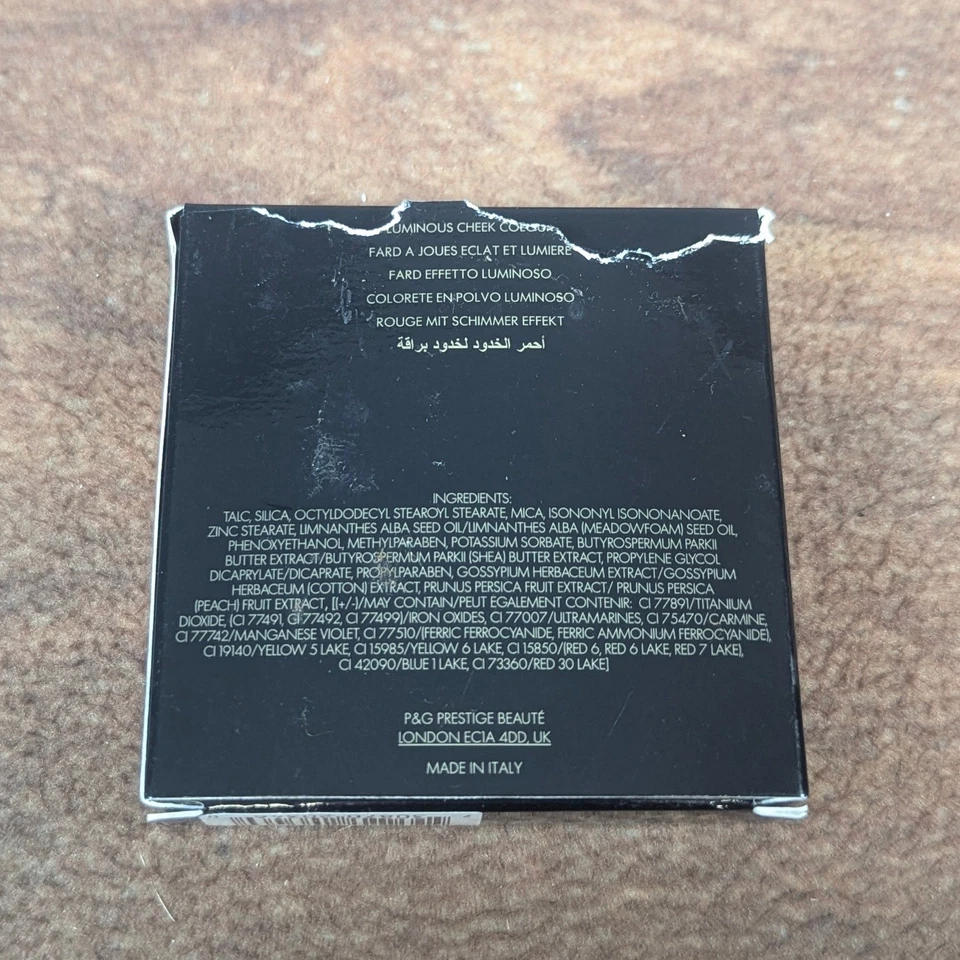 LUMINOUS CHEEK COLOUR
FARD A JOUES ECLAT ET LUMIERE
FARD EFFETTO LUMINOSO
COLORETE EN POLVO LUMINOSO
ROUGE MIT SCHIMMER EFFEKT
أحمر الخدود لخدود براقة
INGREDIENTS:
TALC, SILICA, OCTYLDODECYL STEAROYL STEARATE, MICA, ISONONYL ISONONANOATE,
ZINC STEARATE, LIMNANTHES ALBA SEED OIL/LIMNANTHES ALBA (MEADOWFOAM) SEED OIL,
PHENOXYETHANOL, METHYLPARABEN, POTASSIUM SORBATE, BUTYROSPERMUM PARKII
BUTTER EXTRACT/BUTYROSPERMUM PARKII (SHEA) BUTTER EXTRACT, PROPYLENE GLYCOL
DICAPRYLATE/DICAPRATE, PROPYLPARABEN, GOSSYPIUM HERBACEUM EXTRACT/GOSSYPIUM
HERBACEUM (COTTON) EXTRACT, PRUNUS PERSICA FRUIT EXTRACT/ PRUNUS PERSICA
(PEACH) FRUIT EXTRACT, [(+/-)/MAY CONTAIN/PEUT EGALEMENT CONTENIR: CI 77891/TITANIUM
DIOXIDE, (CI 77491, CI 77492, CI 77499)/IRON OXIDES, CI 77007/ULTRAMARINES, CI 75470/CARMINE,
CI 77742/MANGANESE VIOLET, CI 77510/(FERRIC FERROCYANIDE, FERRIC AMMONIUM FERROCYANIDE),
CI 19140/YELLOW 5 LAKE, CI 15985/YELLOW 6 LAKE, CI 15850/(RED 6, RED 6 LAKE, RED 7 LAKE),
CI 42090/BLUE 1 LAKE, CI 73360/RED 30 LAKE]
P&G PRESTIGE BEAUTÉ
LONDON EC1A 4DD, UK
MADE IN ITALY